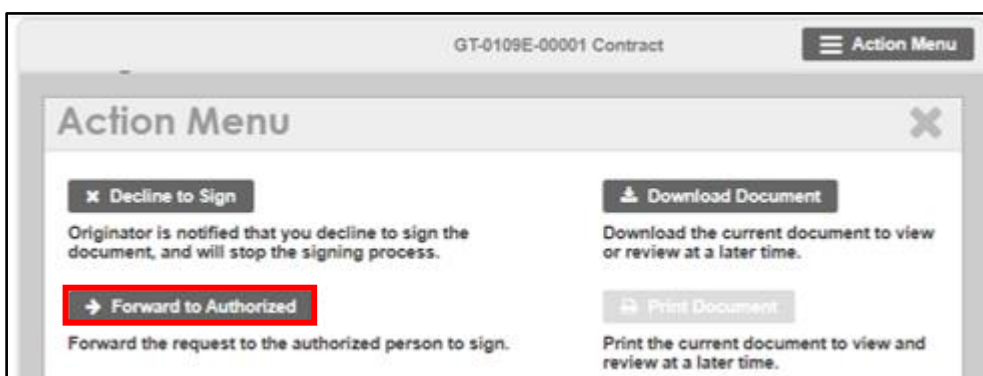 GT-0109E-00001 Contract
Action Menu
Action Menu
Decline to Sign
Originator is notified that you decline to sign the
document, and will stop the signing process.
Download Document
Download the current document to view
or review at a later time.
Forward to Authorized
Forward the request to the authorized person to sign.
Print Document
Print the current document to view and
review at a later time.